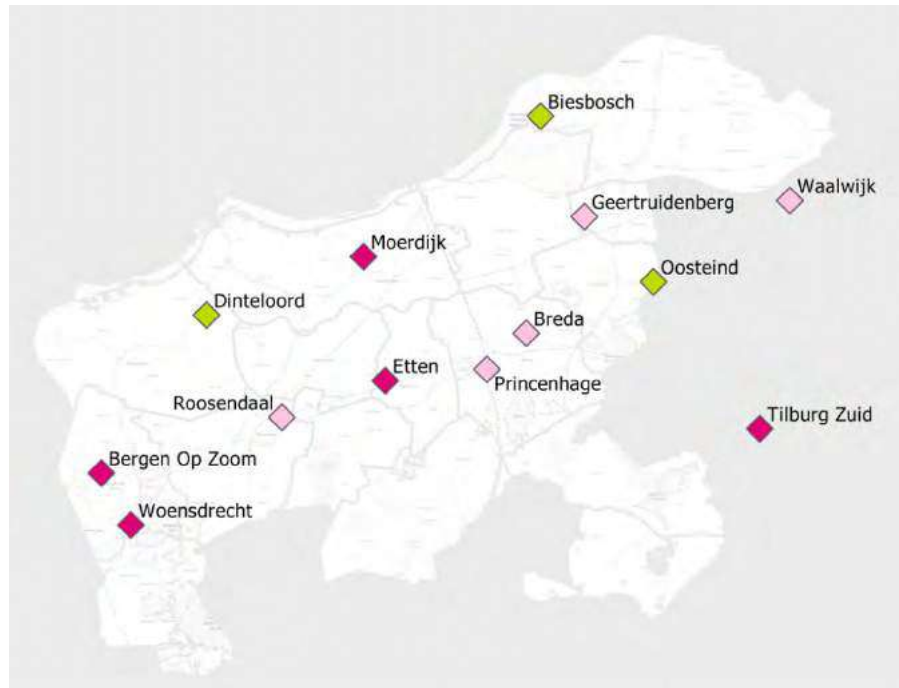 Biesbosch
Waalwijk
Geertruidenberg
Moerdijk
Oosteind
Dinteloord
Breda
Etten
Princenhage
Roosendaal
Tilburg Zuid
Bergen Op Zoom
Woensdrecht